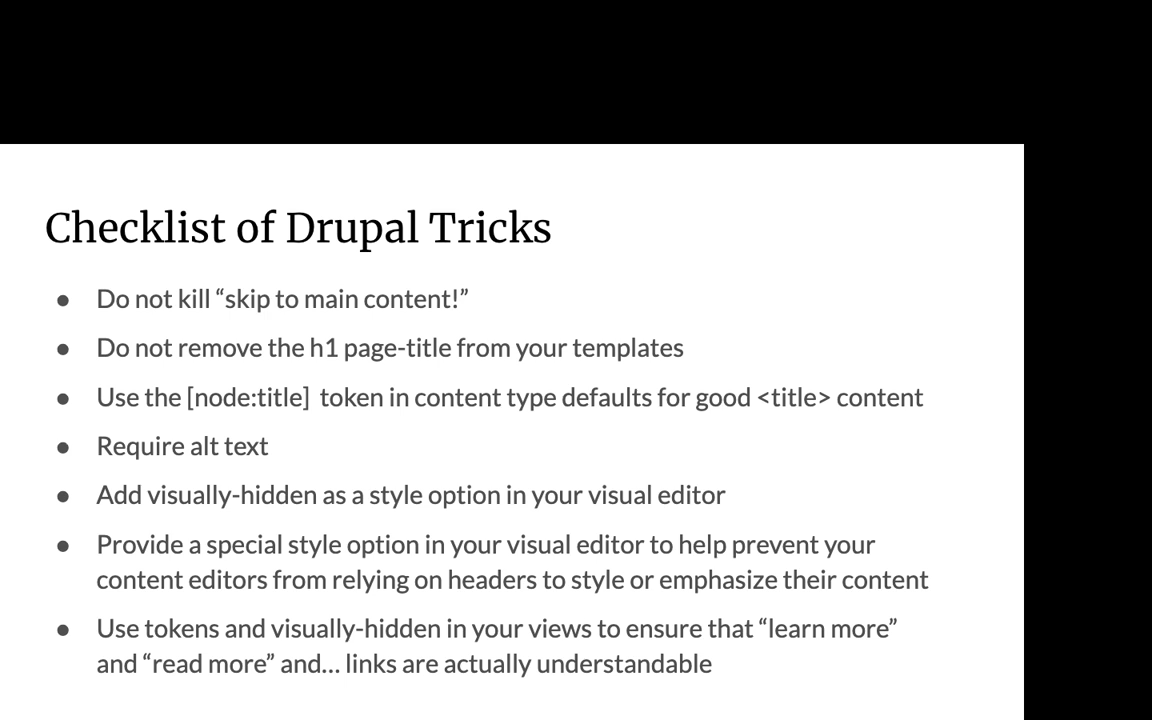 Checklist of Drupal Tricks
● Do not kill “skip to main content!”
● Do not remove the h1 page-title from your templates
● Use the [node:title]  token in content type defaults for good <title> content
● Require alt text
● Add visually-hidden as a style option in your visual editor
● Provide a special style option in your visual editor to help prevent your
content editors from relying on headers to style or emphasize their content
● Use tokens and visually-hidden in your views to ensure that “learn more”
and “read more” and... links are actually understandable